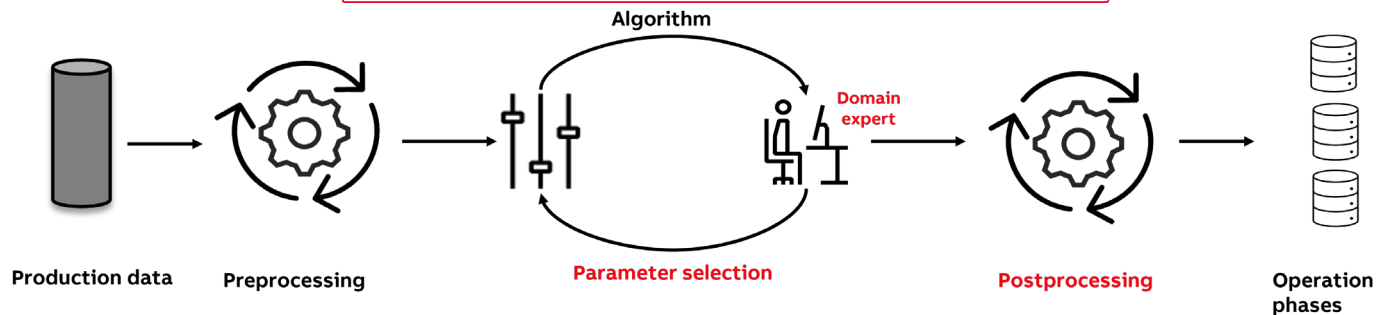 Algorithm
Domain
expert
Production data
Preprocessing
Parameter selection
Postprocessing
Operation
phases